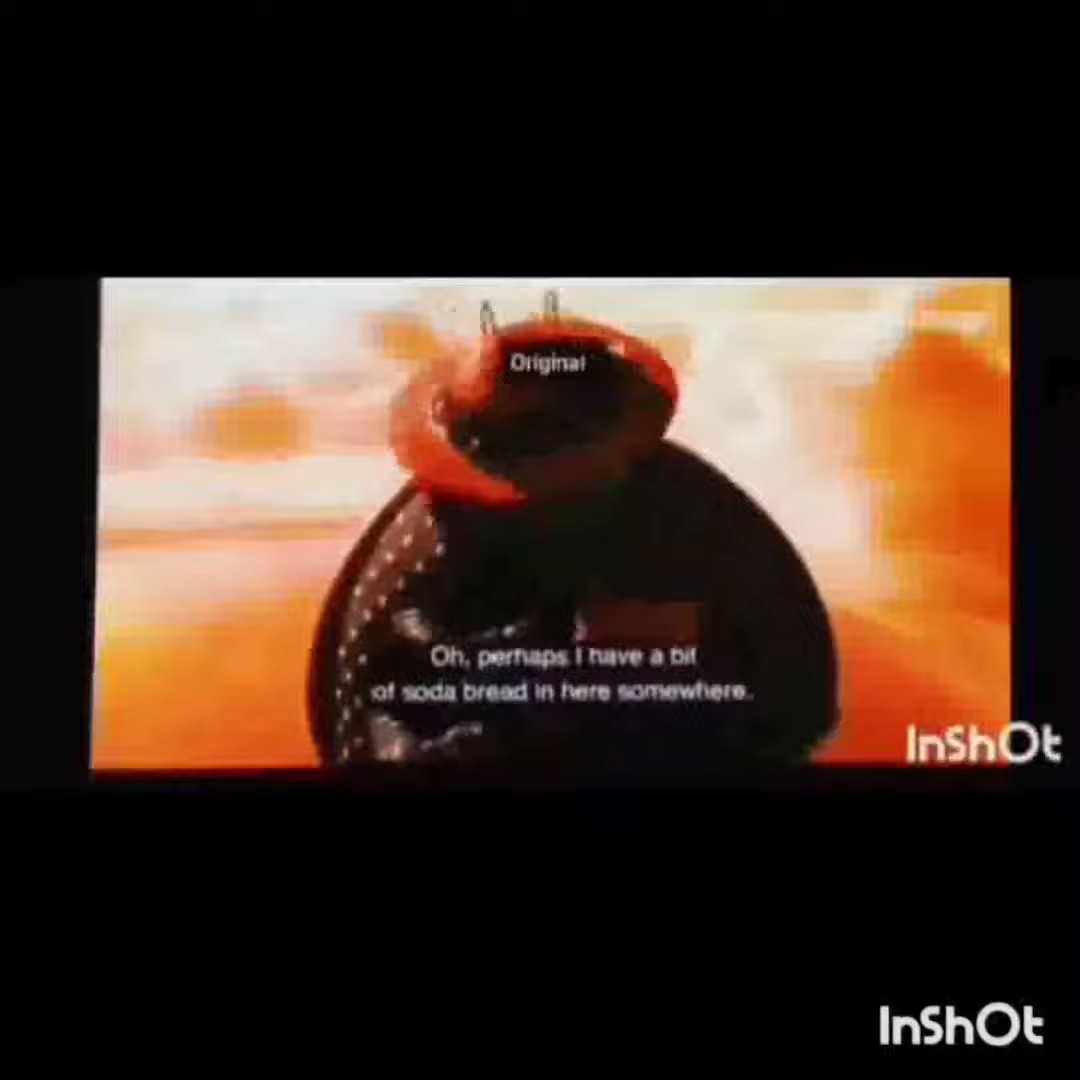 Original
Oh, perhaps I have a bit
of soda bread in here somewhere.
InShOt
InShOt